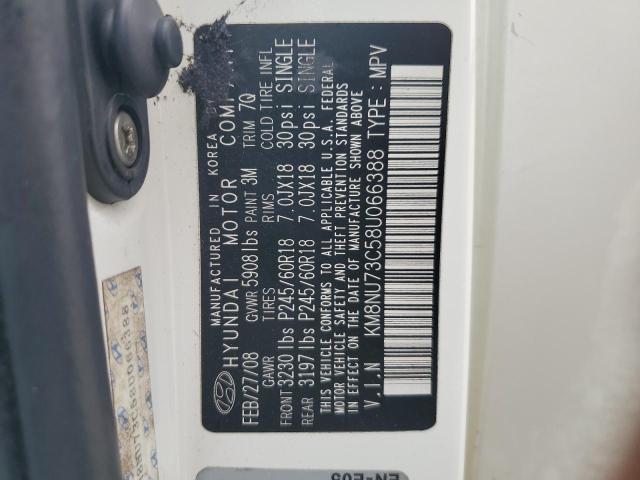 MANUFACTURED IN KOREA BY
HYUNDAI MOTOR COMPANY
FEB/27/08 GVWR 5908 lbs PAINT 3M TRIM 7Q
GAWR TIRES RIMS COLD TIRE INFL
FRONT 3230 lbs P245/60R18 7.0JX18 30psi SINGLE
REAR 3197 lbs P245/60R18 7.0JX18 30psi SINGLE
THIS VEHICLE CONFORMS TO ALL APPLICABLE U.S.A. FEDERAL
MOTOR VEHICLE SAFETY AND THEFT PREVENTION STANDARDS
IN EFFECT ON THE DATE OF MANUFACTURE SHOWN ABOVE
V.I.N KM8NU73C58U066388 TYPE : MPV
EN-E05